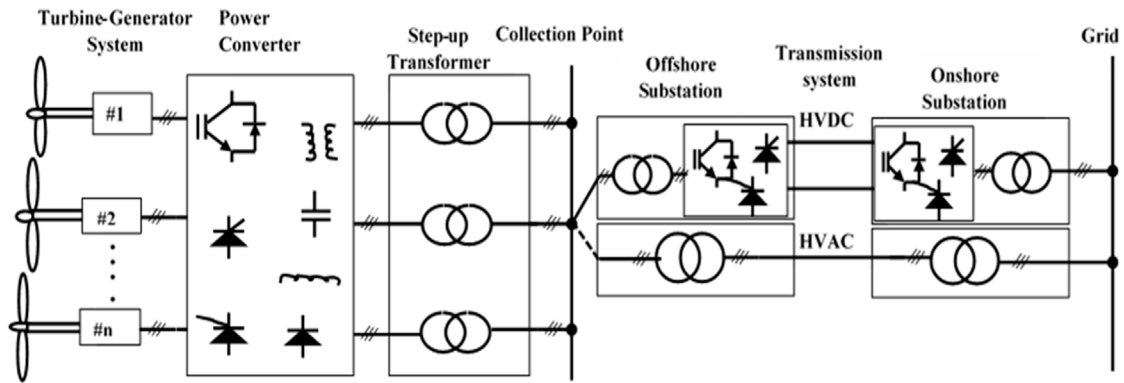 Turbine-Generator
System
Power
Converter
Step-up
Transformer
Collection Point
Offshore
Substation
Transmission
system
Onshore
Substation
Grid
#1
#2
#n
HVDC
HVAC